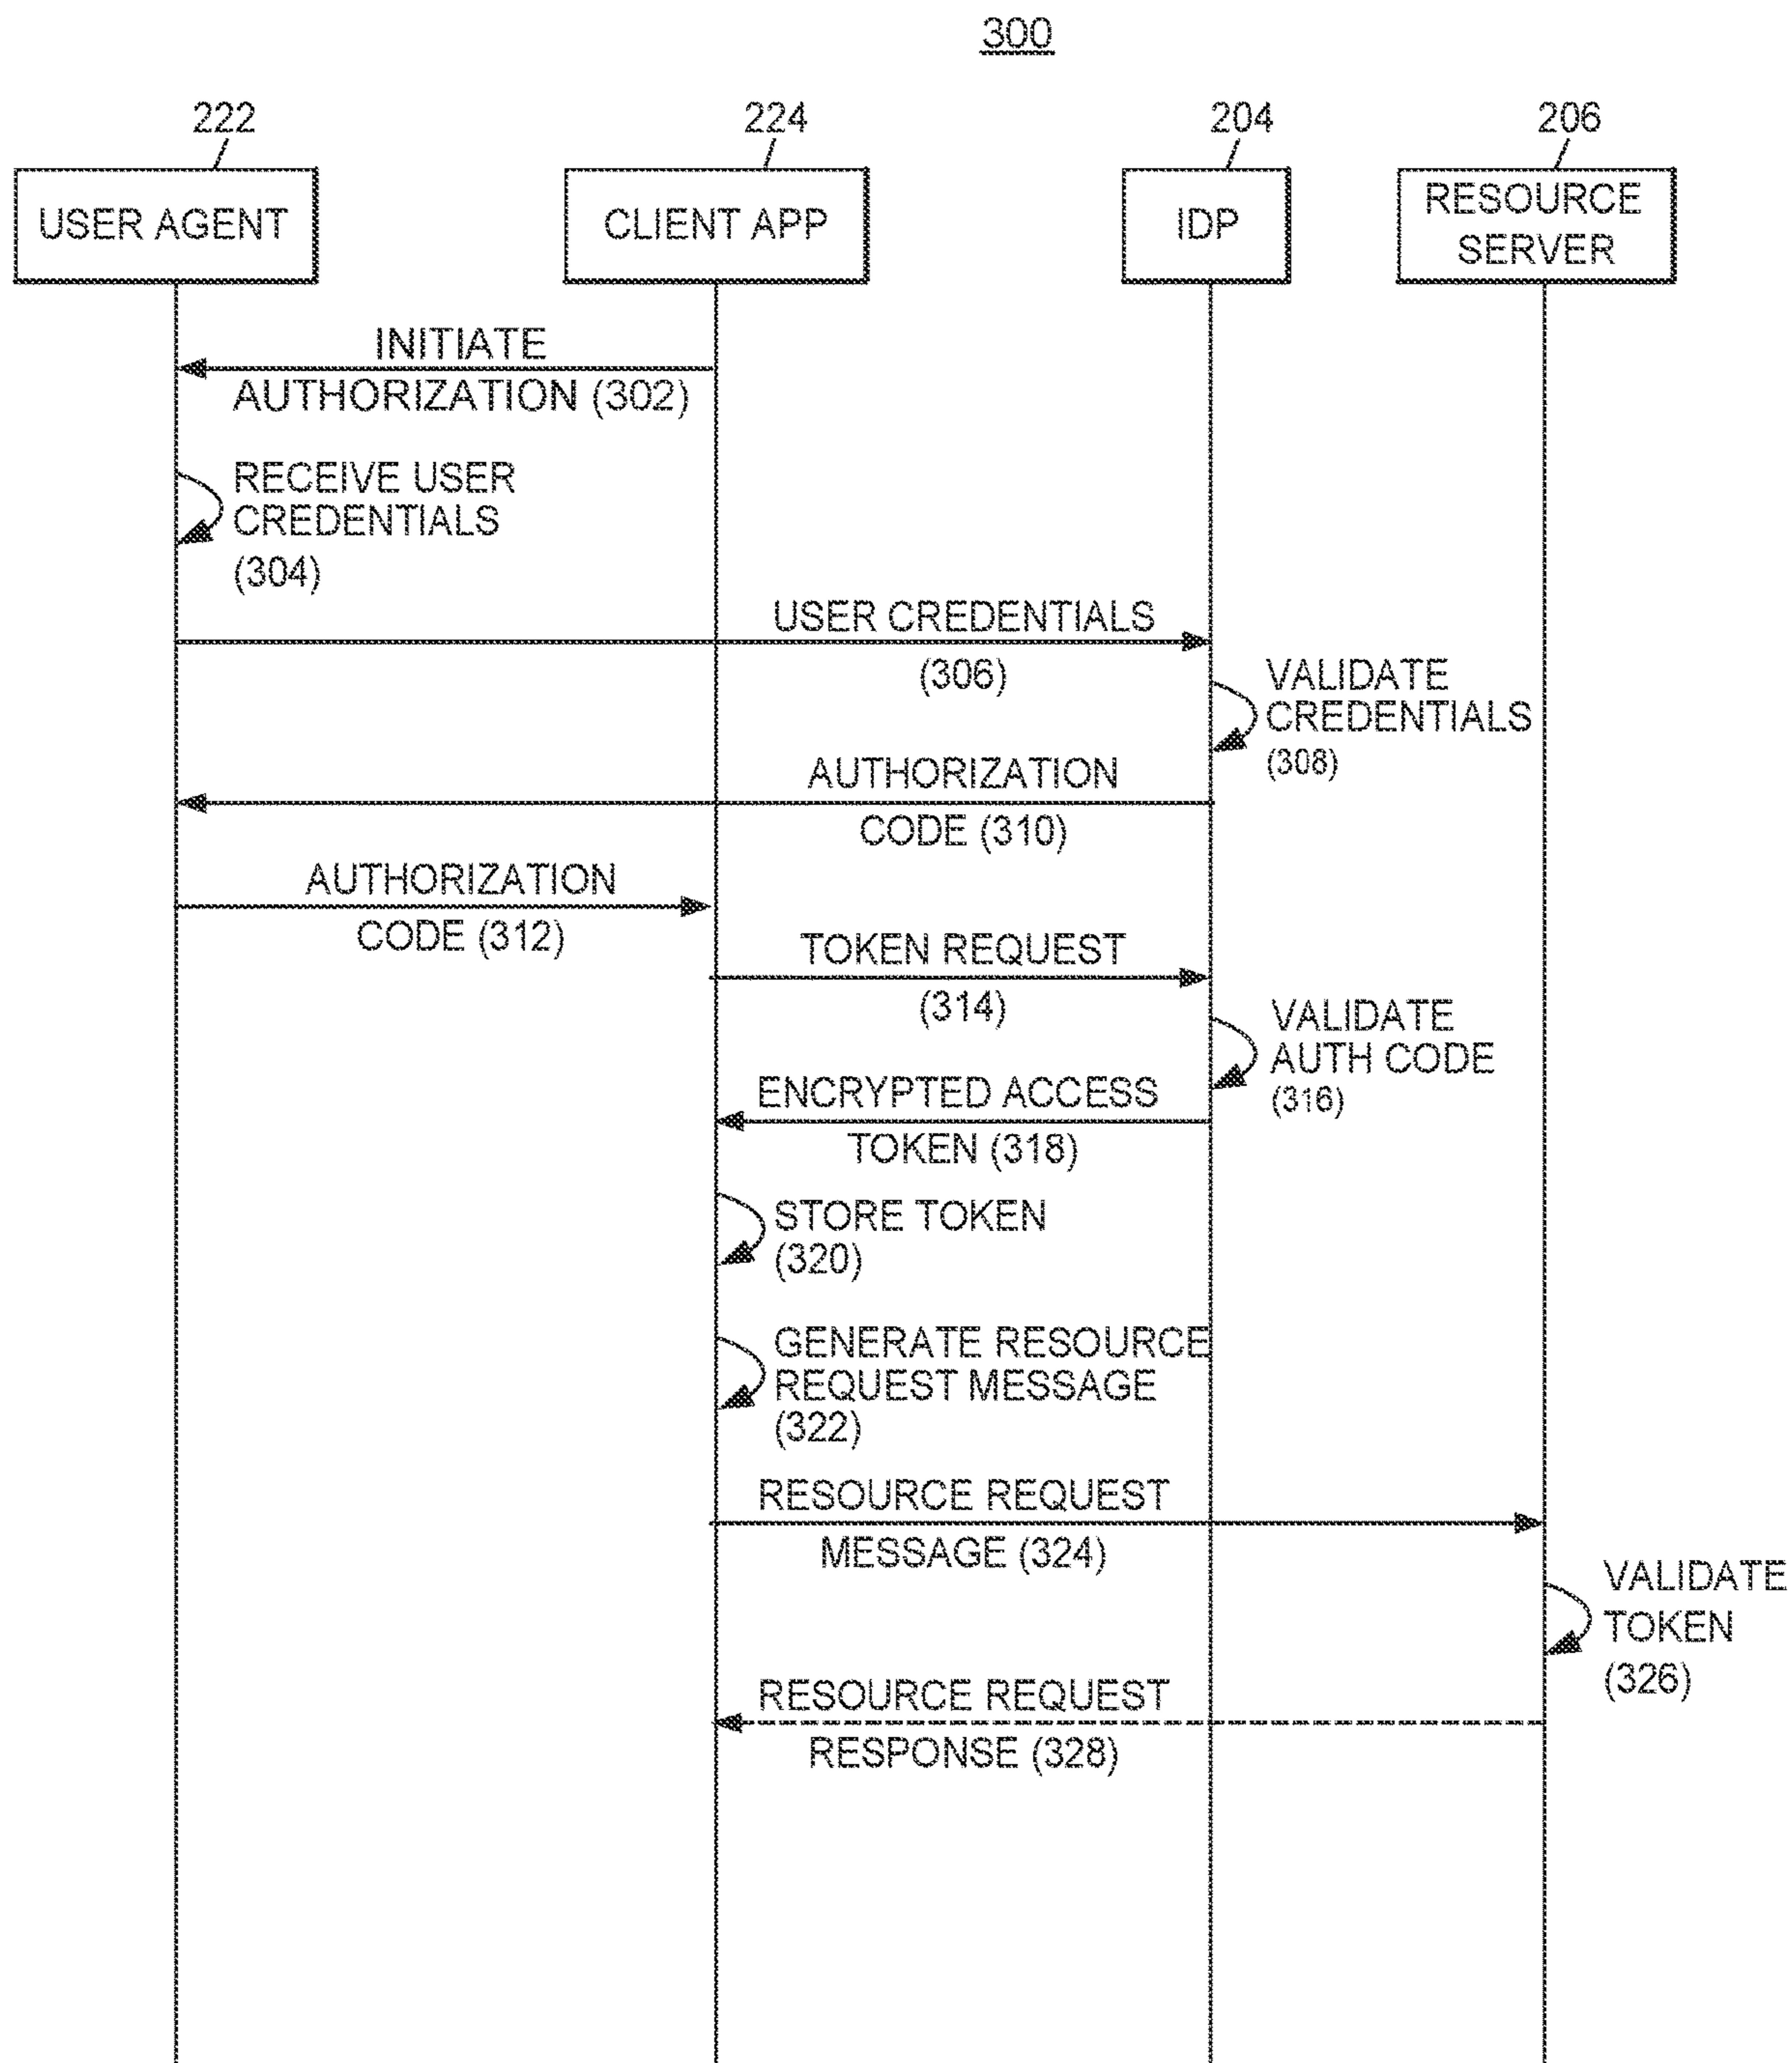 300
222
224
204
206
USER AGENT
CLIENT APP
IDP
RESOURCE
SERVER
INITIATE
AUTHORIZATION (302)
RECEIVE USER
CREDENTIALS
(304)
USER CREDENTIALS
(306)
VALIDATE
CREDENTIALS
(308)
AUTHORIZATION
CODE (310)
AUTHORIZATION
CODE (312)
TOKEN REQUEST
(314)
VALIDATE
AUTH CODE
(316)
ENCRYPTED ACCESS
TOKEN (318)
STORE TOKEN
(320)
GENERATE RESOURCE
REQUEST MESSAGE
(322)
RESOURCE REQUEST
MESSAGE (324)
VALIDATE
TOKEN
(326)
RESOURCE REQUEST
RESPONSE (328)